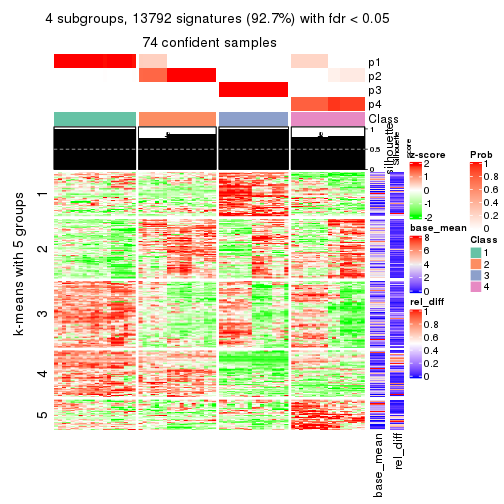 4 subgroups, 13792 signatures (92.7%) with fdr < 0.05
74 confident samples
p1
p2
p3
p4
Class
1
0.5
0
silhouette
Silhouette
score
k-means with 5 groups
1
2
3
4
5
base_mean
rel_diff
z-score
2
1
0
-1
-2
base_mean
8
6
4
2
0
rel_diff
1
0.8
0.6
0.4
0.2
0
Prob
1
0.8
0.6
0.4
0.2
0
Class
1
2
3
4